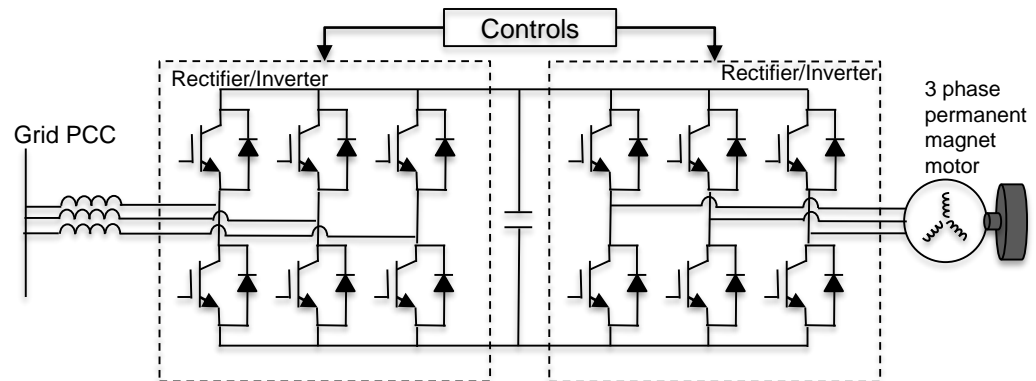 Controls
Rectifier/Inverter
Rectifier/Inverter
3 phase
permanent
magnet
motor
Grid PCC